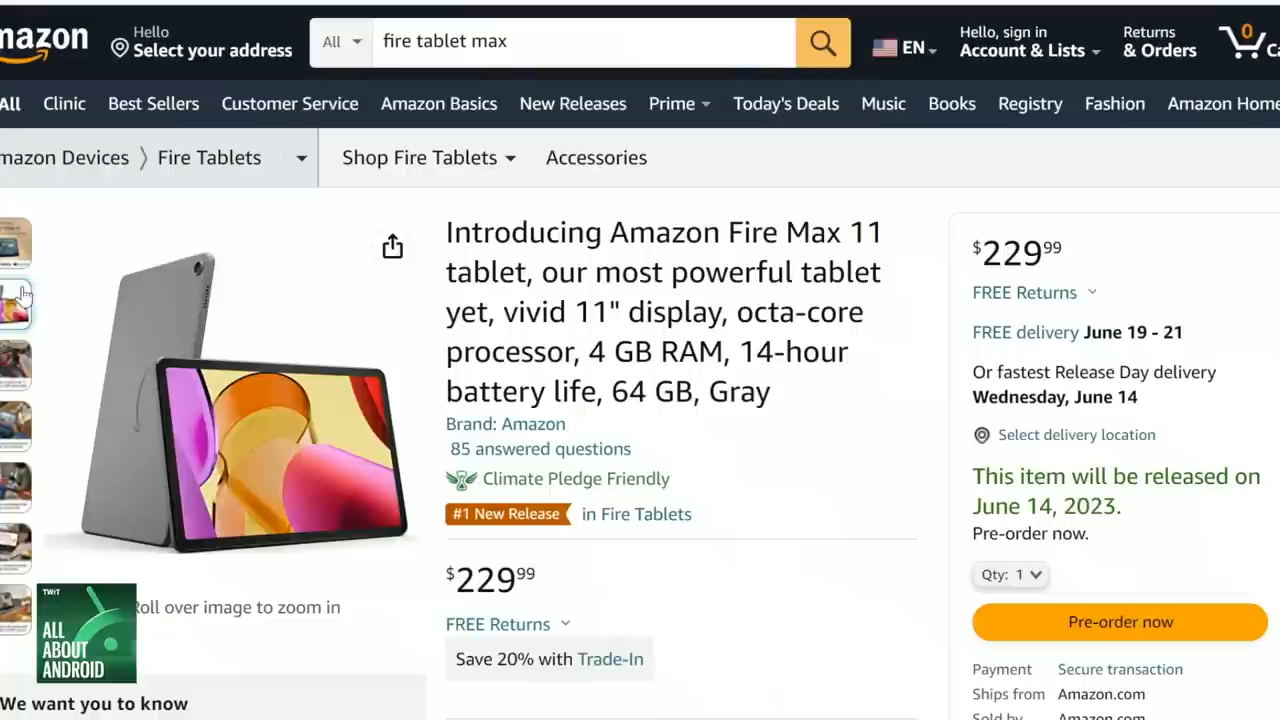 mazon
Hello
Select your address
All
fire tablet max
EN
Hello, sign in
Account & Lists
Returns
& Orders
0
All
Clinic
Best Sellers
Customer Service
Amazon Basics
New Releases
Prime
Today's Deals
Music
Books
Registry
Fashion
Amazon Home
mazon Devices
Fire Tablets
Shop Fire Tablets
Accessories
Introducing Amazon Fire Max 11
tablet, our most powerful tablet
yet, vivid 11" display, octa-core
processor, 4 GB RAM, 14-hour
battery life, 64 GB, Gray
Brand: Amazon
85 answered questions
Climate Pledge Friendly
#1 New Release in Fire Tablets
$229 99
FREE Returns
Save 20% with Trade-In
Roll over image to zoom in
We want you to know
TWiT
ALL
ABOUT
ANDROID
$229 99
FREE Returns
FREE delivery June 19 - 21
Or fastest Release Day delivery
Wednesday, June 14
Select delivery location
This item will be released on
June 14, 2023.
Pre-order now.
Qty: 1
Pre-order now
Payment Secure transaction
Ships from Amazon.com
Sold by Amazon.com